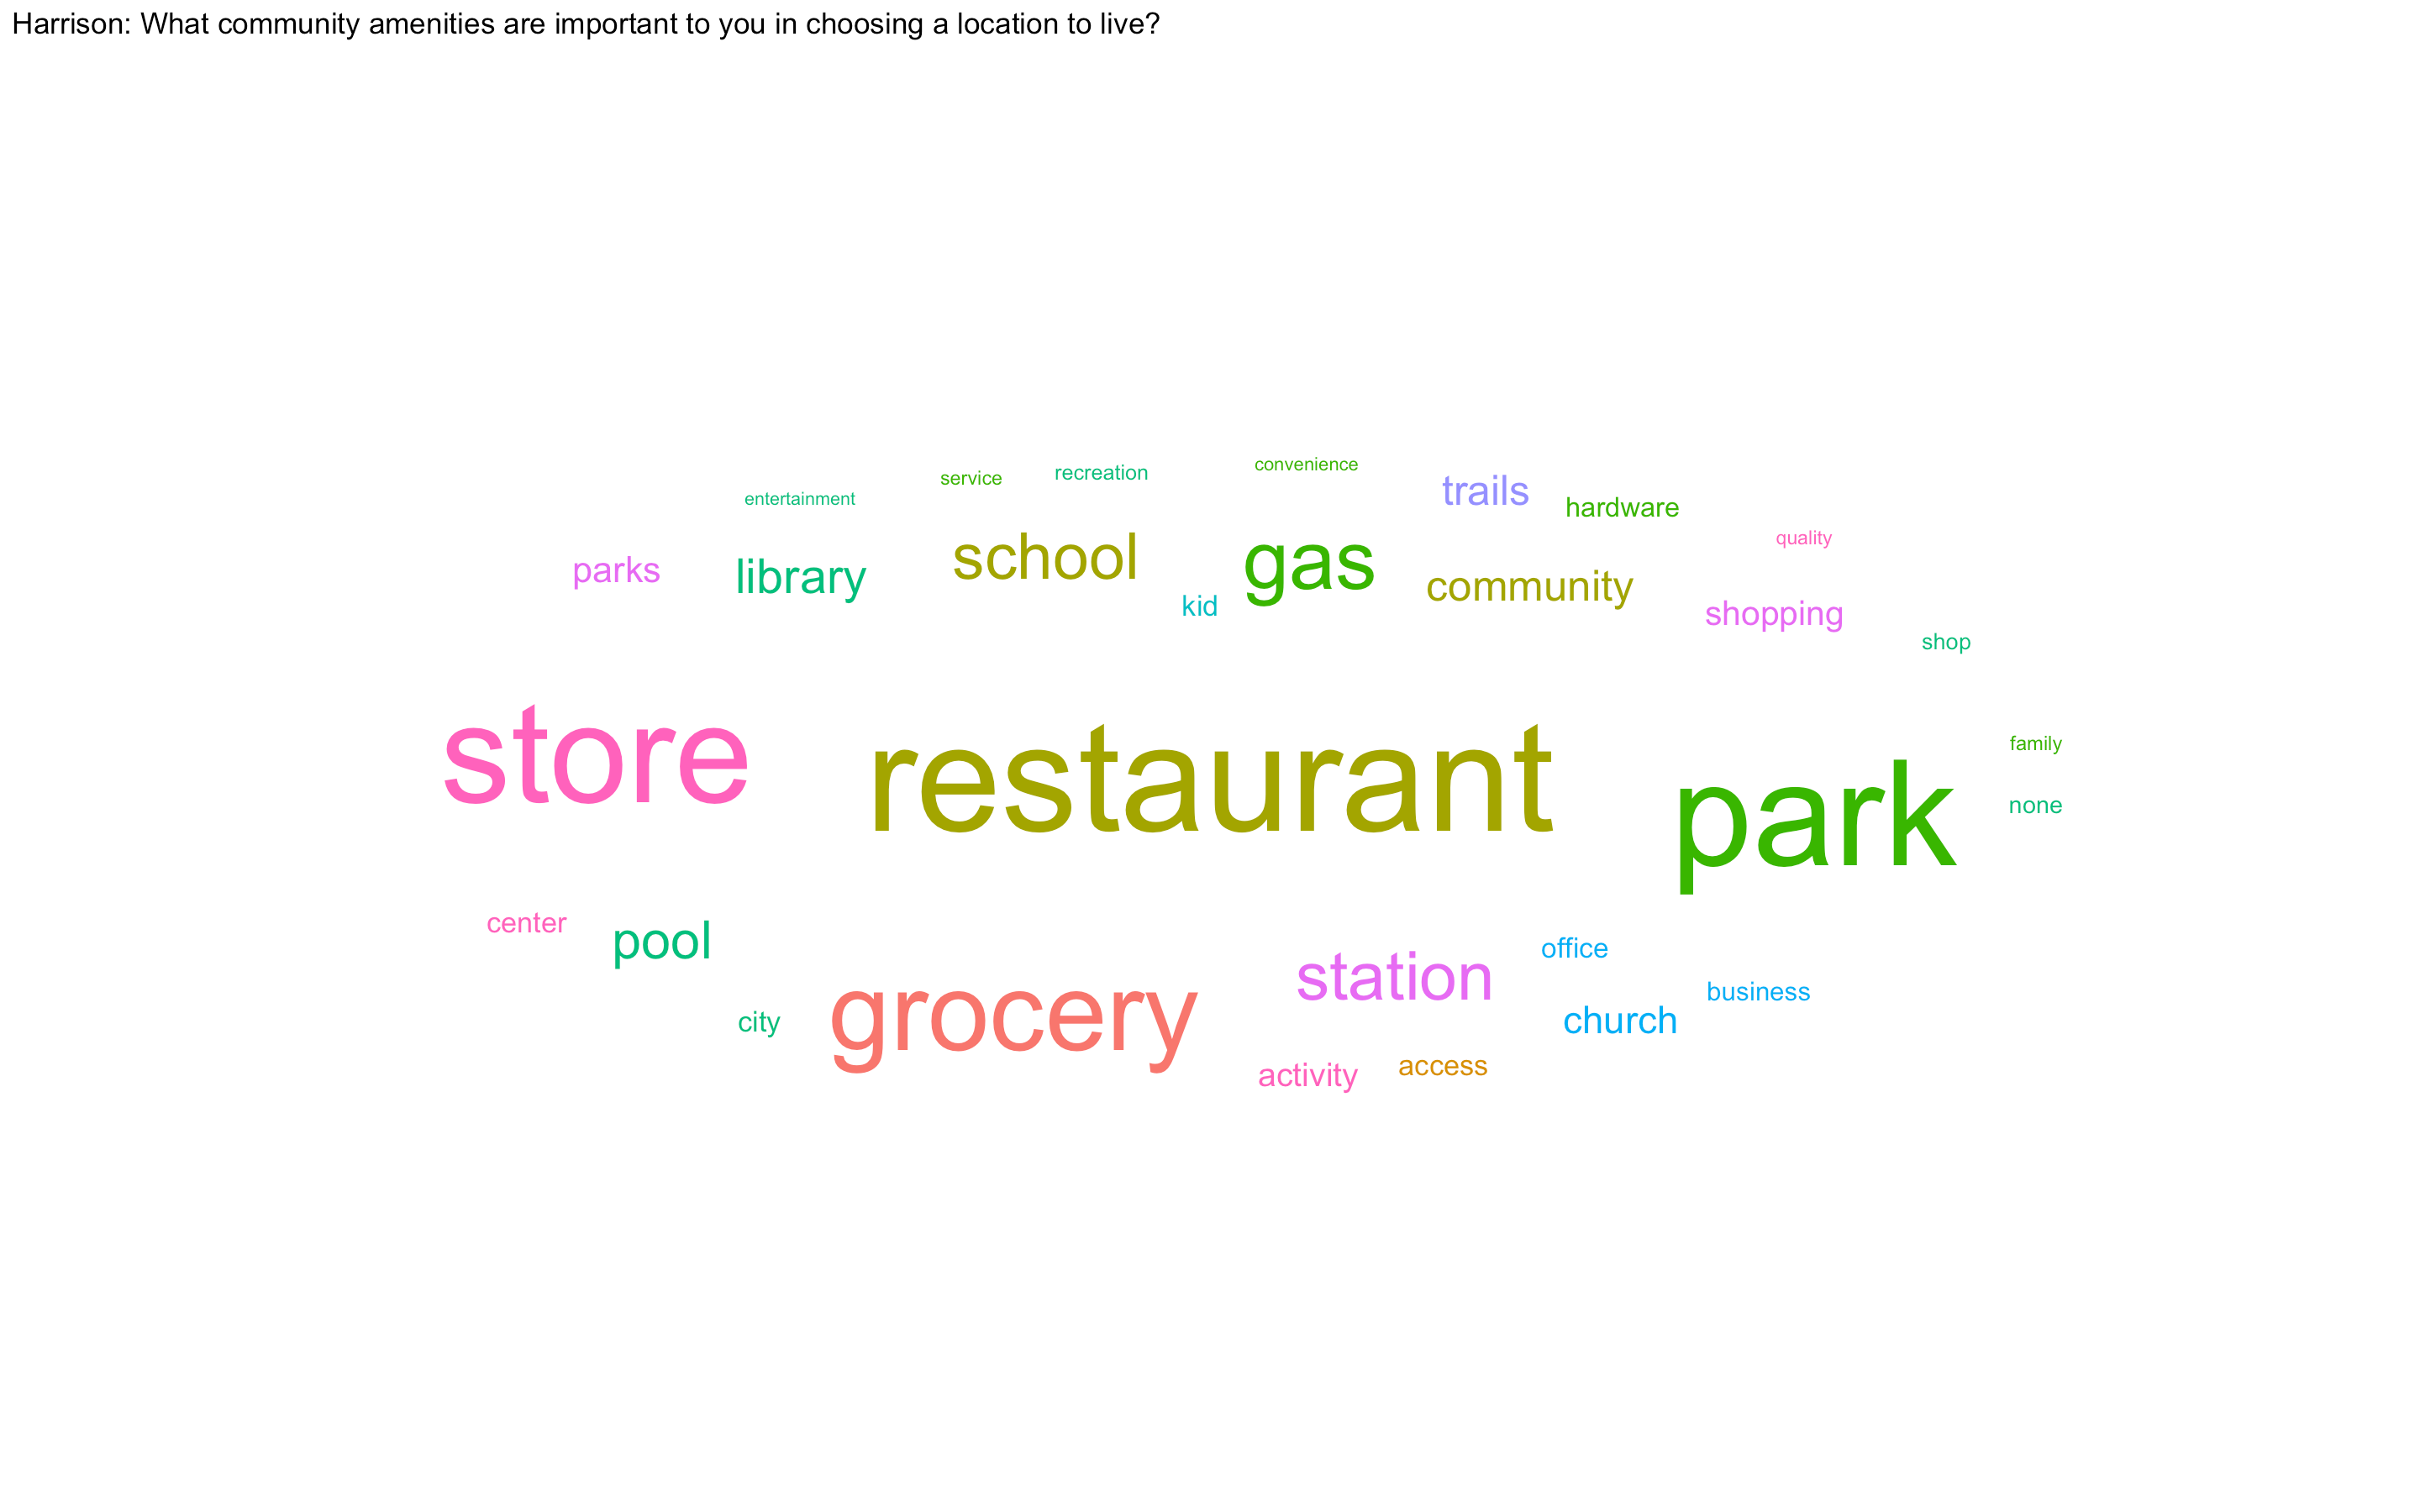 Harrison: What community amenities are important to you in choosing a location to live?
convenience
service recreation
entertainment trails hardware
quality
parks library school kid gas community shopping
shop
store restaurant park family
none
center pool office
city grocery station church business
activity access